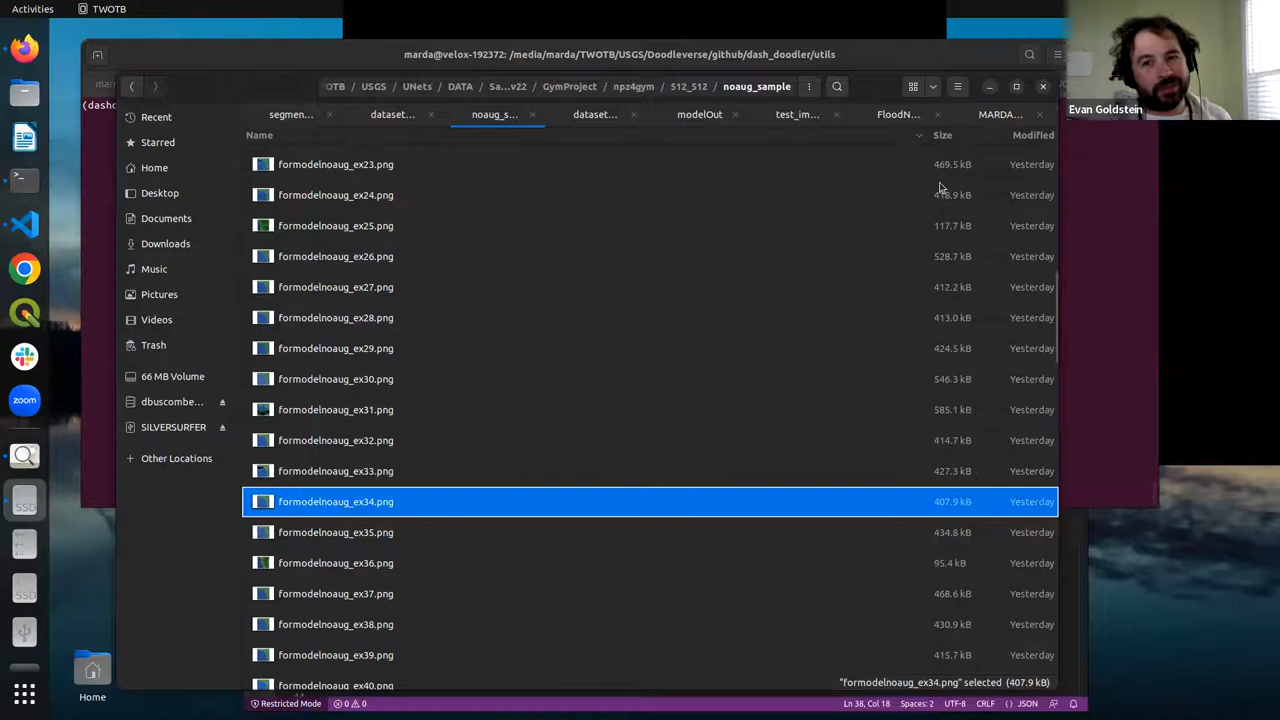 Activities
TWOTB
marda@velox-192372: /media/marda/TWOTB/USGS/Doodleverse/github/dash_doodler/utils
OTB / USGS / UNets / DATA / Sa...v22 / GymProject / npz4gym / 512_512 / noaug_sample
Evan Goldstein
(dasho
segmen...
dataset...
noaug_s...
dataset...
modelOut
test_im...
FloodN...
MARDA...
Name
Size
Modified
Recent
Starred
Home
Desktop
Documents
Downloads
Music
Pictures
Videos
Trash
66 MB Volume
dbuscombe...
SILVERSURFER
+ Other Locations
formodelnoaug_ex23.png 469.5 kB Yesterday
formodelnoaug_ex24.png 418.9 kB Yesterday
formodelnoaug_ex25.png 117.7 kB Yesterday
formodelnoaug_ex26.png 528.7 kB Yesterday
formodelnoaug_ex27.png 412.2 kB Yesterday
formodelnoaug_ex28.png 413.0 kB Yesterday
formodelnoaug_ex29.png 424.5 kB Yesterday
formodelnoaug_ex30.png 546.3 kB Yesterday
formodelnoaug_ex31.png 585.1 kB Yesterday
formodelnoaug_ex32.png 414.7 kB Yesterday
formodelnoaug_ex33.png 427.3 kB Yesterday
formodelnoaug_ex34.png 407.9 kB Yesterday
formodelnoaug_ex35.png 434.8 kB Yesterday
formodelnoaug_ex36.png 95.4 kB Yesterday
formodelnoaug_ex37.png 468.6 kB Yesterday
formodelnoaug_ex38.png 430.9 kB Yesterday
formodelnoaug_ex39.png 415.7 kB Yesterday
formodelnoaug_ex40.png
"formodelnoaug_ex34.png" selected (407.9 kB)
zoom
SSD
Home
Restricted Mode
0 0
Ln 38, Col 18
Spaces: 2
UTF-8
CRLF
{ } JSON